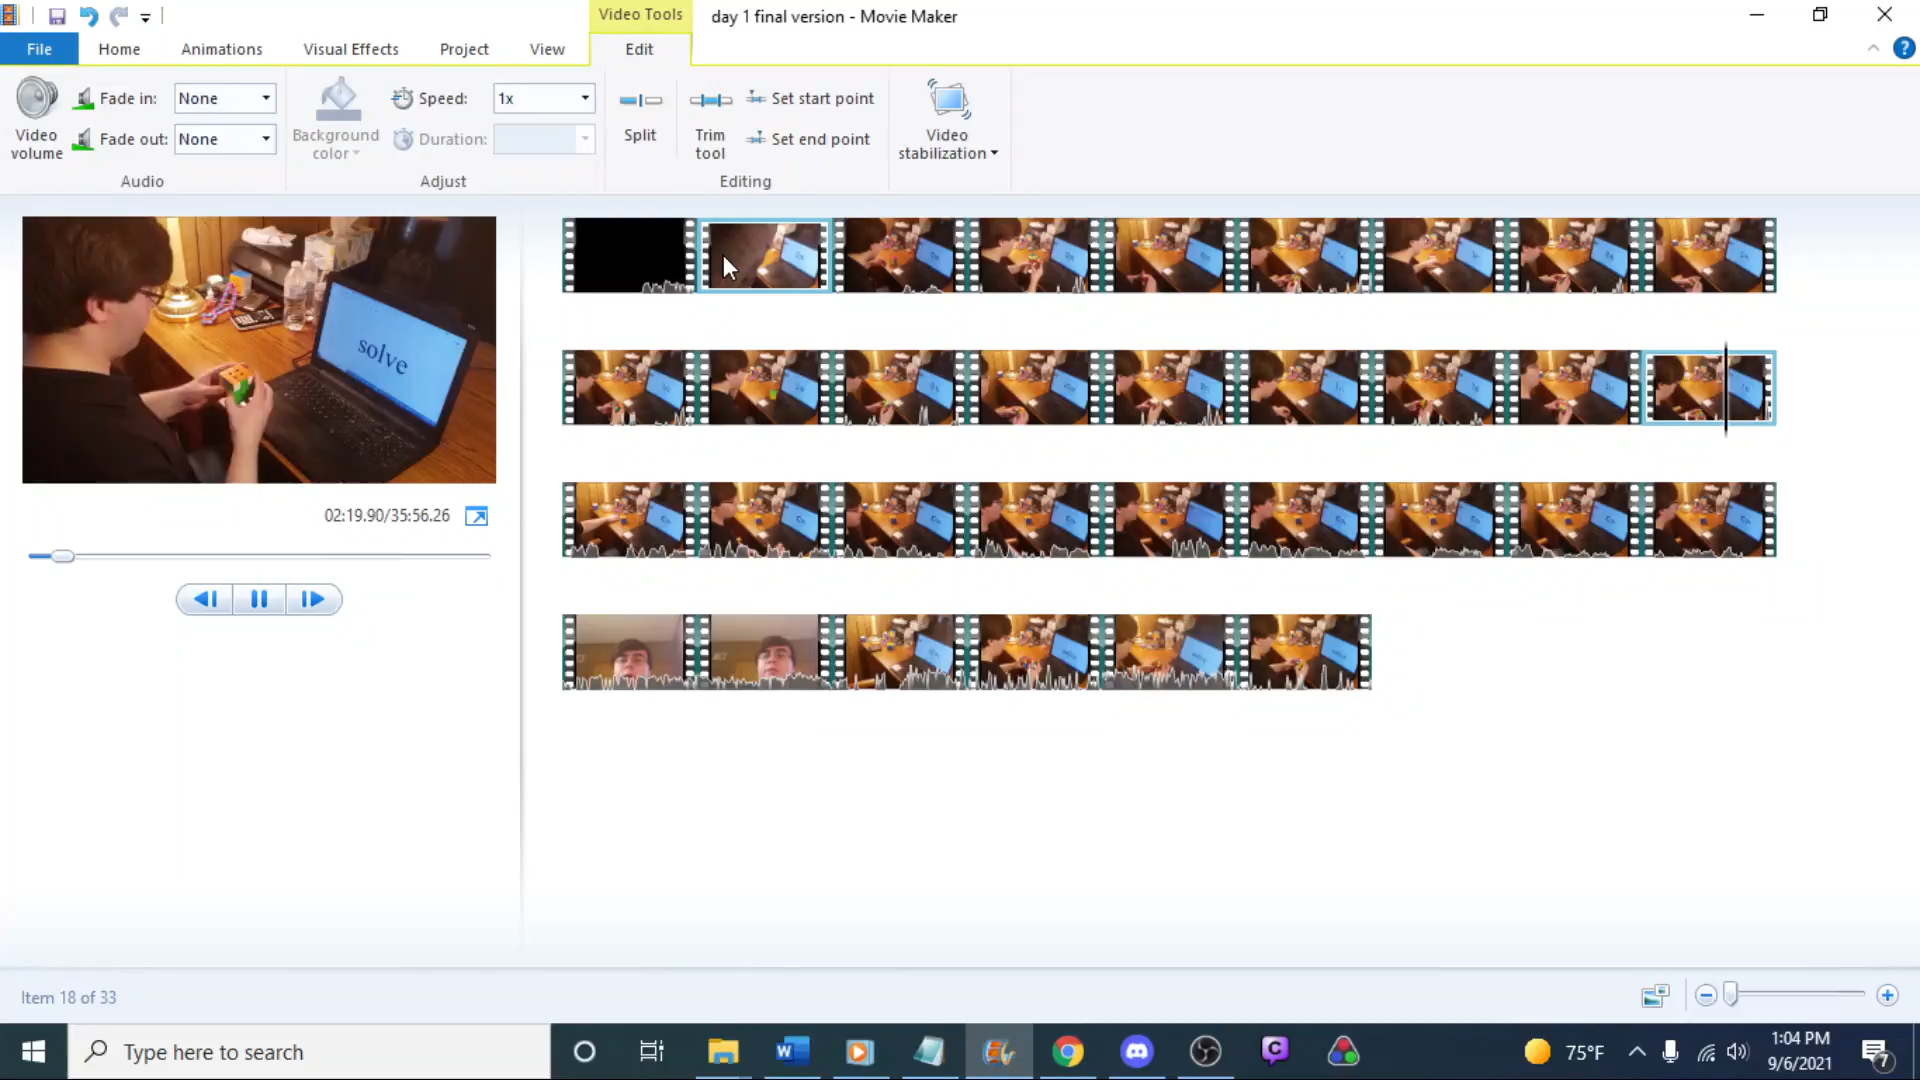 Video Tools
day 1 final version - Movie Maker
File
Home
Animations
Visual Effects
Project
View
Edit
Video volume
Fade in:
None
Fade out:
None
Audio
Background color
Speed:
1x
Duration:
Adjust
Split
Trim tool
Set start point
Set end point
Editing
Video stabilization
solve
02:19.90/35:56.26
Item 18 of 33
Type here to search
75°F
1:04 PM
9/6/2021
7